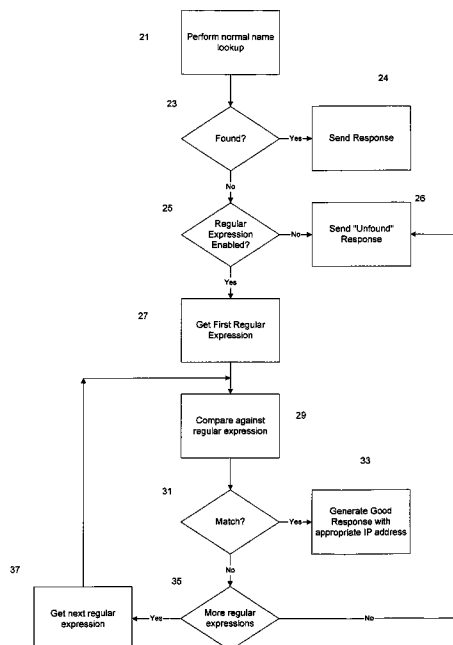 21
Perform normal name
lookup
24
23
Found?
Yes
Send Response
No
25
26
Regular
Expression
Enabled?
No
Send "Unfound"
Response
Yes
27
Get First Regular
Expression
Compare against
regular expression
29
33
31
Match?
Yes
Generate Good
Response with
appropriate IP address
No
37
35
Get next regular
expression
Yes
More regular
expressions
No